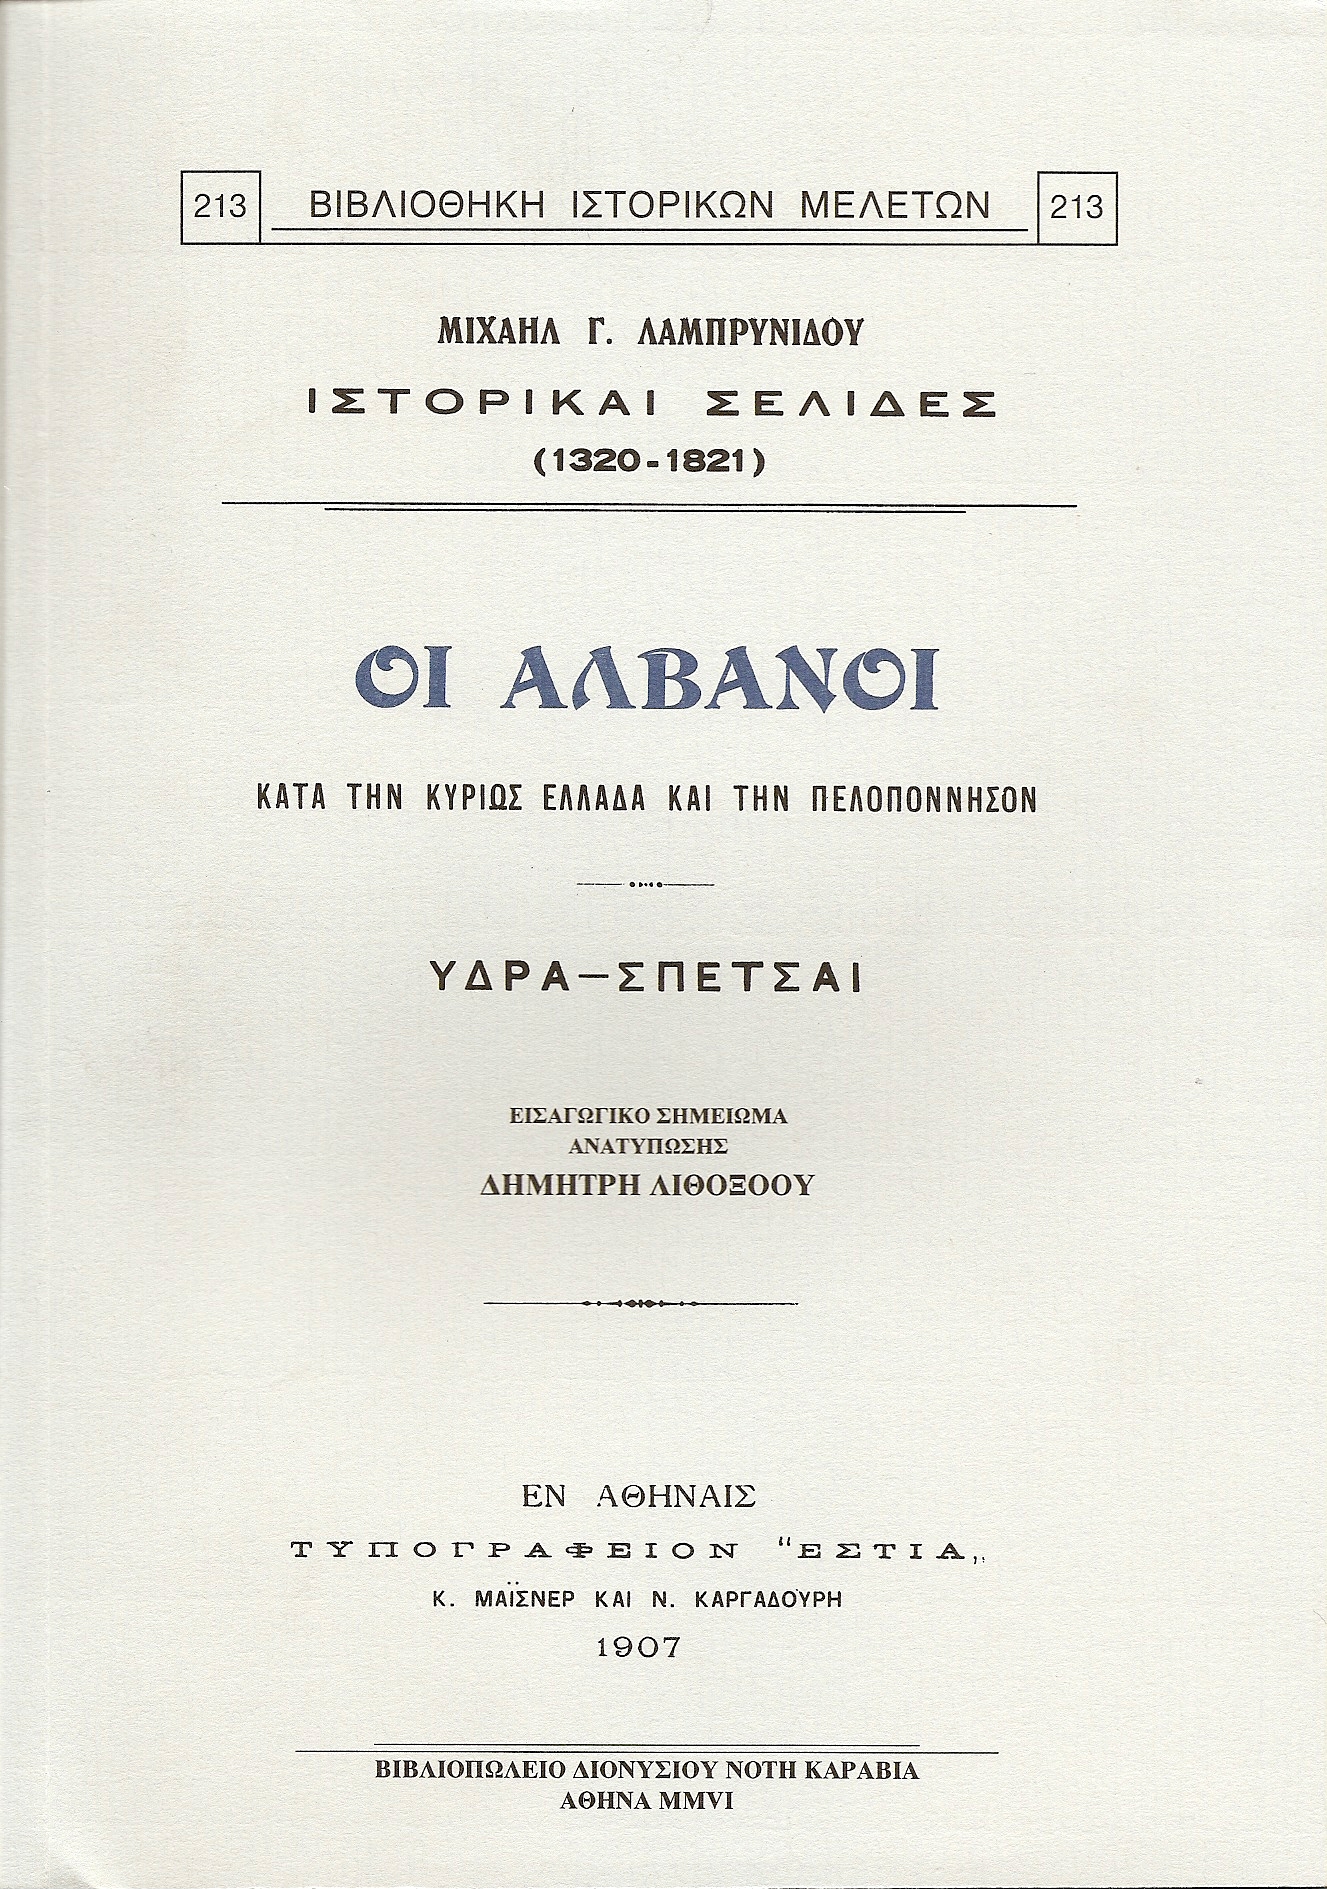 213 ΒΙΒΛΙΟΘΗΚΗ ΙΣΤΟΡΙΚΩΝ ΜΕΛΕΤΩΝ 213
ΜΙΧΑΗΛ Γ. ΛΑΜΠΡΥΝΙΔΟΥ
ΙΣΤΟΡΙΚΑΙ ΣΕΛΙΔΕΣ
(1320-1821)
ΟΙ ΑΛΒΑΝΟΙ
ΚΑΤΑ ΤΗΝ ΚΥΡΙΩΣ ΕΛΛΑΔΑ ΚΑΙ ΤΗΝ ΠΕΛΟΠΟΝΝΗΣΟΝ
ΥΔΡΑ—ΣΠΕΤΣΑΙ
ΕΙΣΑΓΩΓΙΚΟ ΣΗΜΕΙΩΜΑ
ΑΝΑΤΥΠΩΣΗΣ
ΔΗΜΗΤΡΗ ΛΙΘΟΞΟΟΥ
ΕΝ ΑΘΗΝΑΙΣ
ΤΥΠΟΓΡΑΦΕΙΟΝ "ΕΣΤΙΑ„
Κ. ΜΑΪΣΝΕΡ ΚΑΙ Ν. ΚΑΡΓΑΔΟΥΡΗ
1907
ΒΙΒΛΙΟΠΩΛΕΙΟ ΔΙΟΝΥΣΙΟΥ ΝΟΤΗ ΚΑΡΑΒΙΑ
ΑΘΗΝΑ MMVI